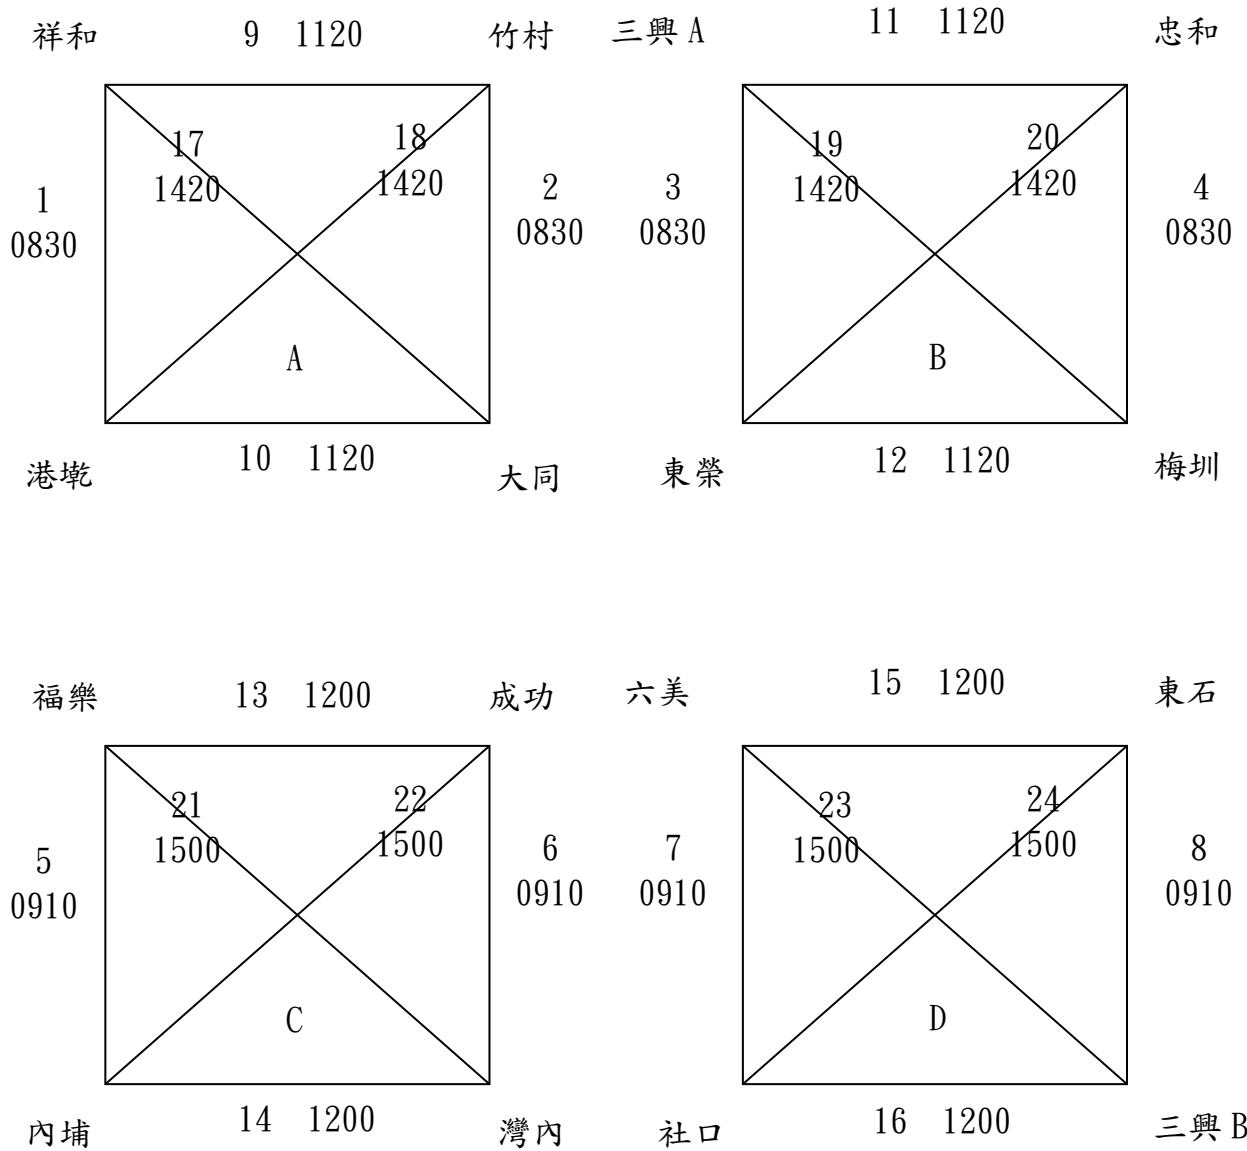 祥和 9 1120 竹村 三興 A 11 1120 忠和
17 18 19 20
1420 1420 1420 1420
1 2 3 4
0830 0830 0830 0830
A B
港墘 10 1120 大同 東榮 12 1120 梅圳
福樂 13 1200 成功 六美 15 1200 東石
21 22 23 24
1500 1500 1500 1500
5 6 7 8
0910 0910 0910 0910
C D
內埔 14 1200 灣內 社口 16 1200 三興 B